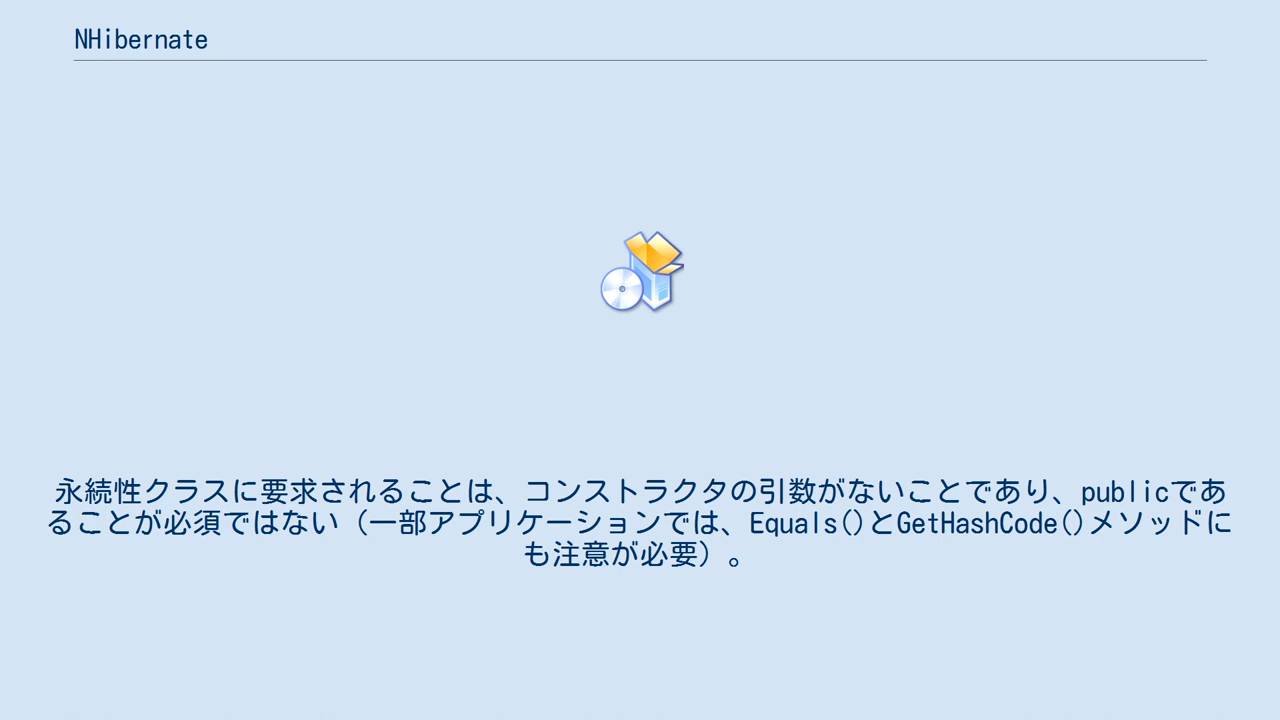 NHibernate
永続性クラスに要求されることは、コンストラクタの引数がないことであり、publicであ
ることが必須ではない（一部アプリケーションでは、Equals()とGetHashCode()メソッドに
も注意が必要）。